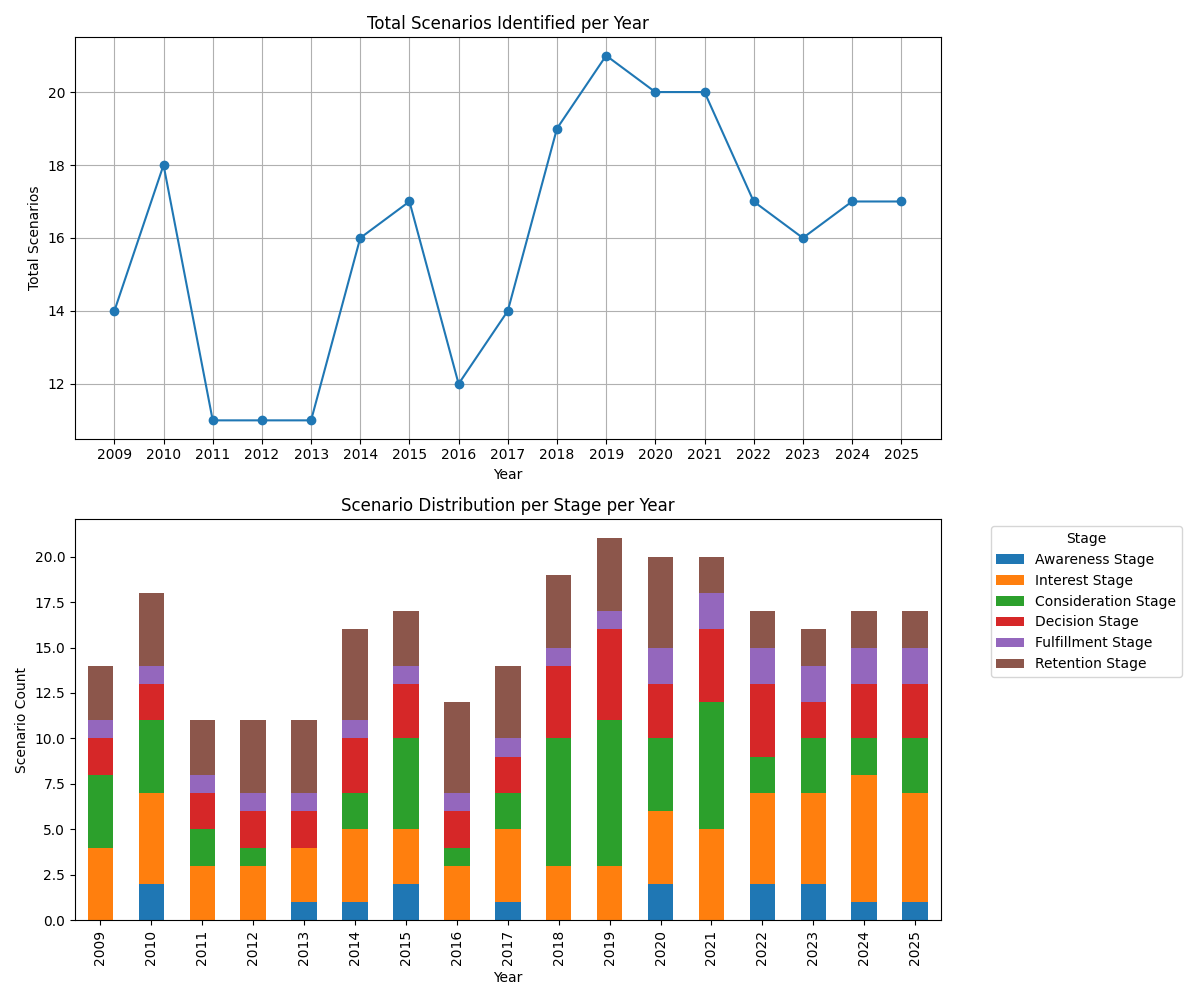 Total Scenarios Identified per Year
Total Scenarios
20
18
16
14
12
2009 2010 2011 2012 2013 2014 2015 2016 2017 2018 2019 2020 2021 2022 2023 2024 2025
Year
Scenario Distribution per Stage per Year
Scenario Count
20.0
17.5
15.0
12.5
10.0
7.5
5.0
2.5
0.0
2009 2010 2011 2012 2013 2014 2015 2016 2017 2018 2019 2020 2021 2022 2023 2024 2025
Year
Stage
Awareness Stage
Interest Stage
Consideration Stage
Decision Stage
Fulfillment Stage
Retention Stage